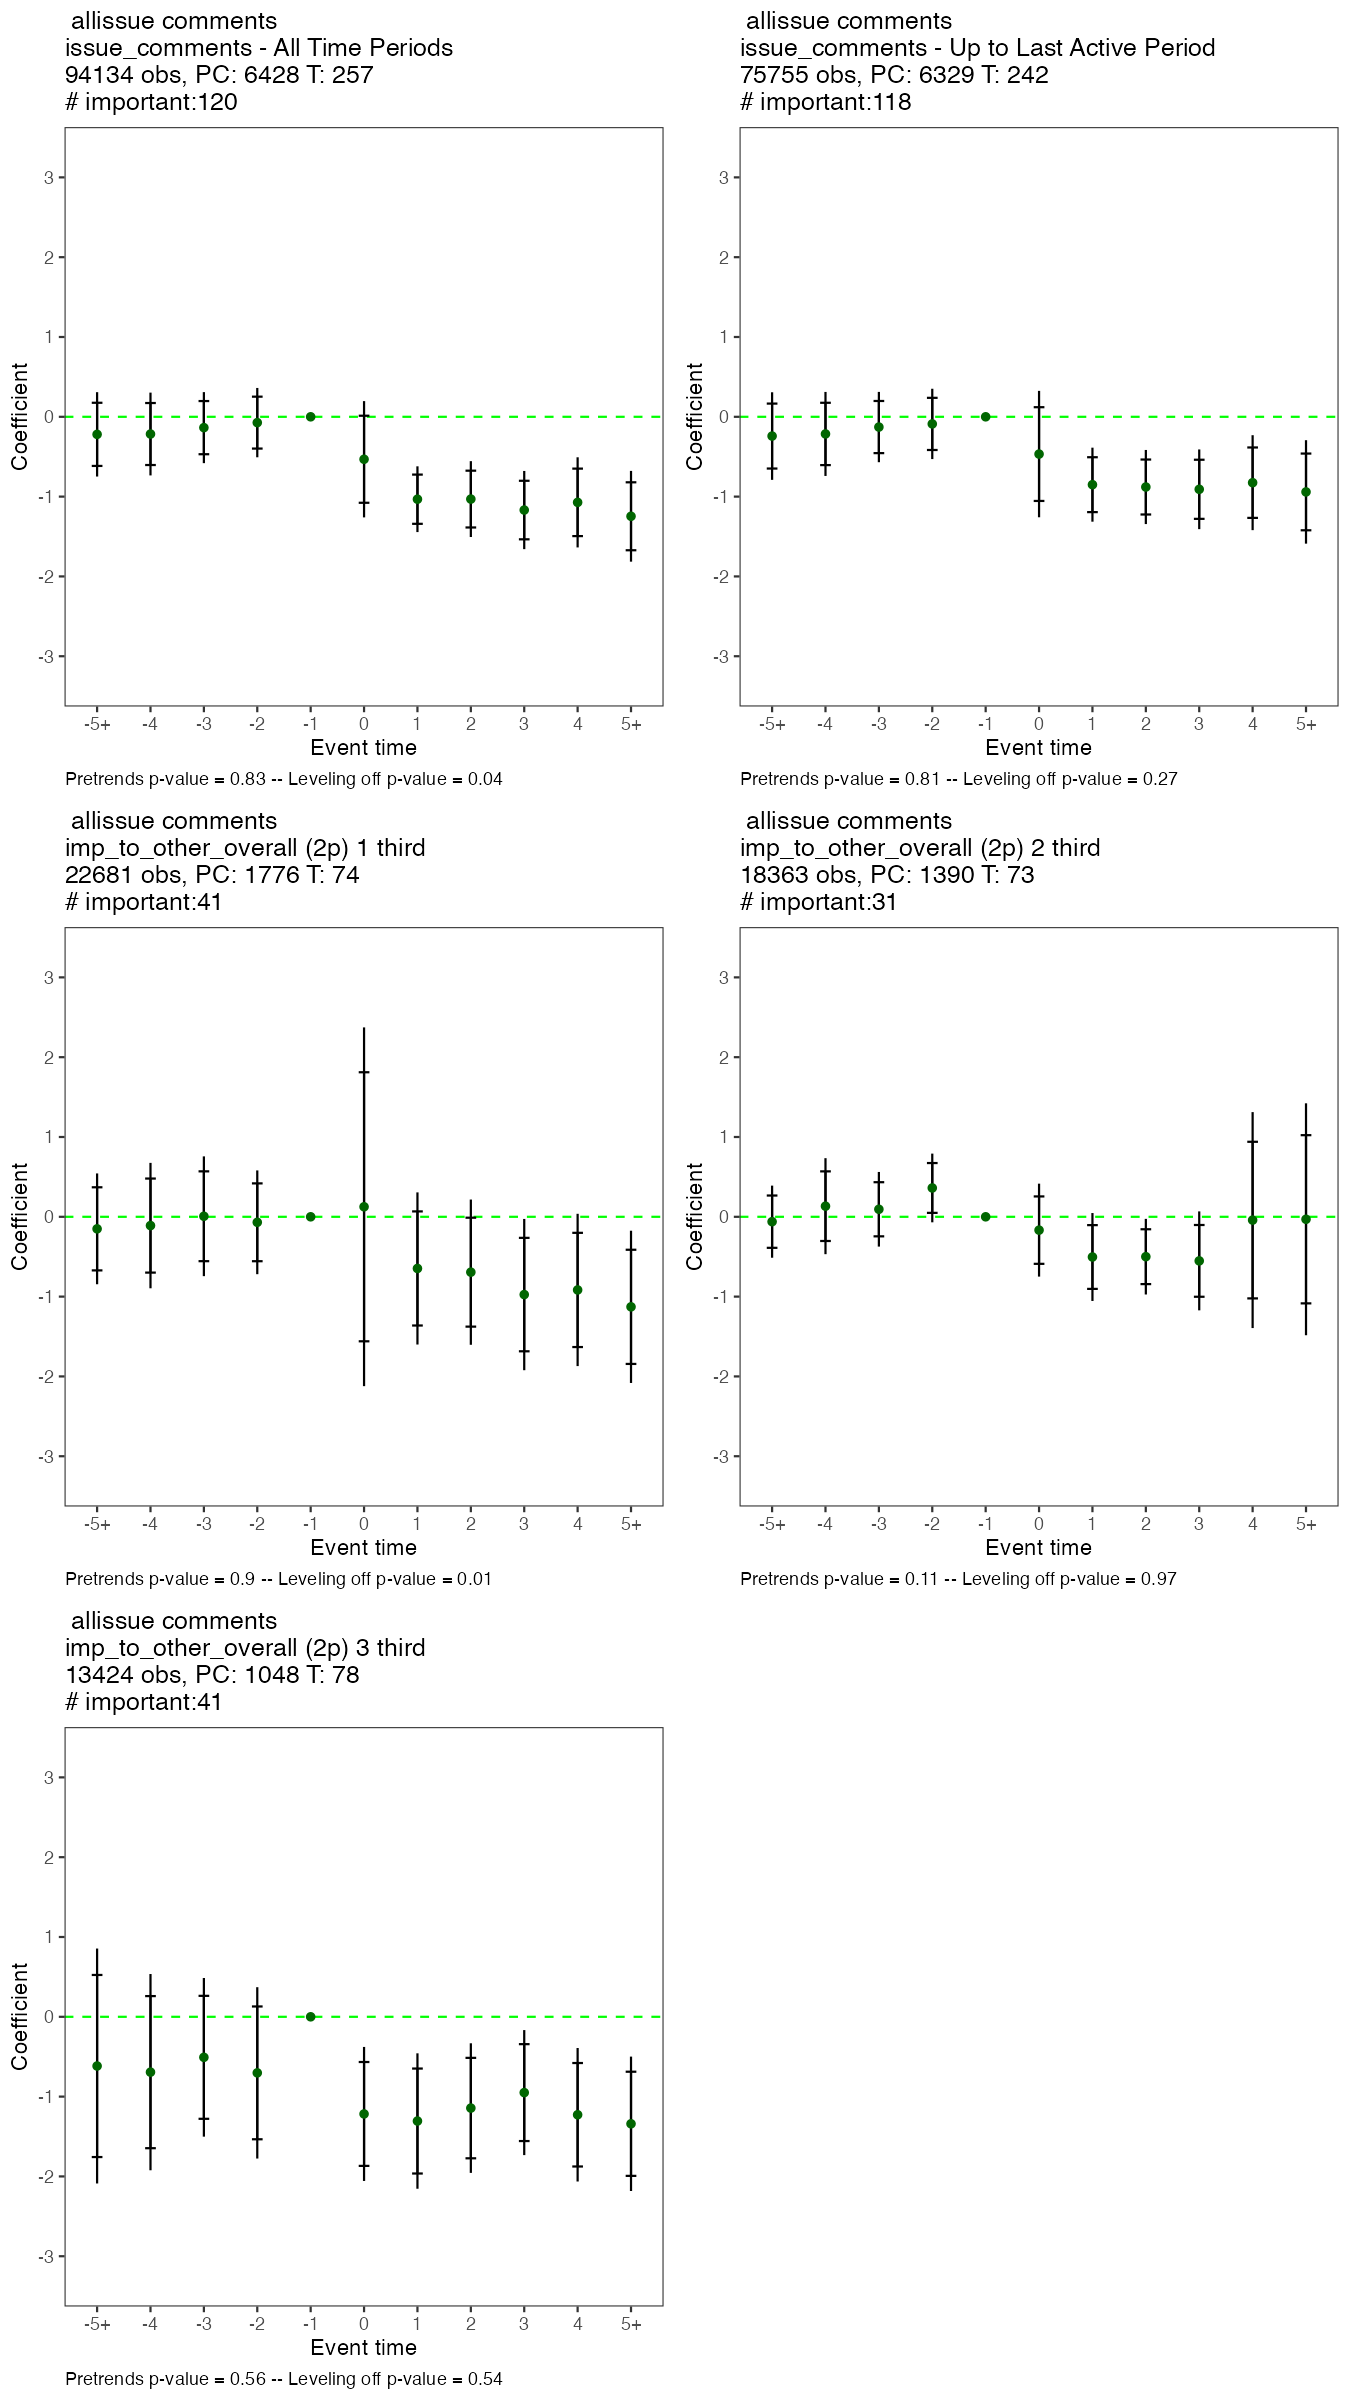 allissue comments
issue_comments - All Time Periods
94134 obs, PC: 6428 T: 257
# important:120
3
2
1
0
-1
-2
-3
Coefficient
-5+ -4 -3 -2 -1 0 1 2 3 4 5+
Event time
Pretrends p-value = 0.83 -- Leveling off p-value = 0.04
allissue comments
issue_comments - Up to Last Active Period
75755 obs, PC: 6329 T: 242
# important:118
3
2
1
0
-1
-2
-3
Coefficient
-5+ -4 -3 -2 -1 0 1 2 3 4 5+
Event time
Pretrends p-value = 0.81 -- Leveling off p-value = 0.27
allissue comments
imp_to_other_overall (2p) 1 third
22681 obs, PC: 1776 T: 74
# important:41
3
2
1
0
-1
-2
-3
Coefficient
-5+ -4 -3 -2 -1 0 1 2 3 4 5+
Event time
Pretrends p-value = 0.9 -- Leveling off p-value = 0.01
allissue comments
imp_to_other_overall (2p) 2 third
18363 obs, PC: 1390 T: 73
# important:31
3
2
1
0
-1
-2
-3
Coefficient
-5+ -4 -3 -2 -1 0 1 2 3 4 5+
Event time
Pretrends p-value = 0.11 -- Leveling off p-value = 0.97
allissue comments
imp_to_other_overall (2p) 3 third
13424 obs, PC: 1048 T: 78
# important:41
3
2
1
0
-1
-2
-3
Coefficient
-5+ -4 -3 -2 -1 0 1 2 3 4 5+
Event time
Pretrends p-value = 0.56 -- Leveling off p-value = 0.54